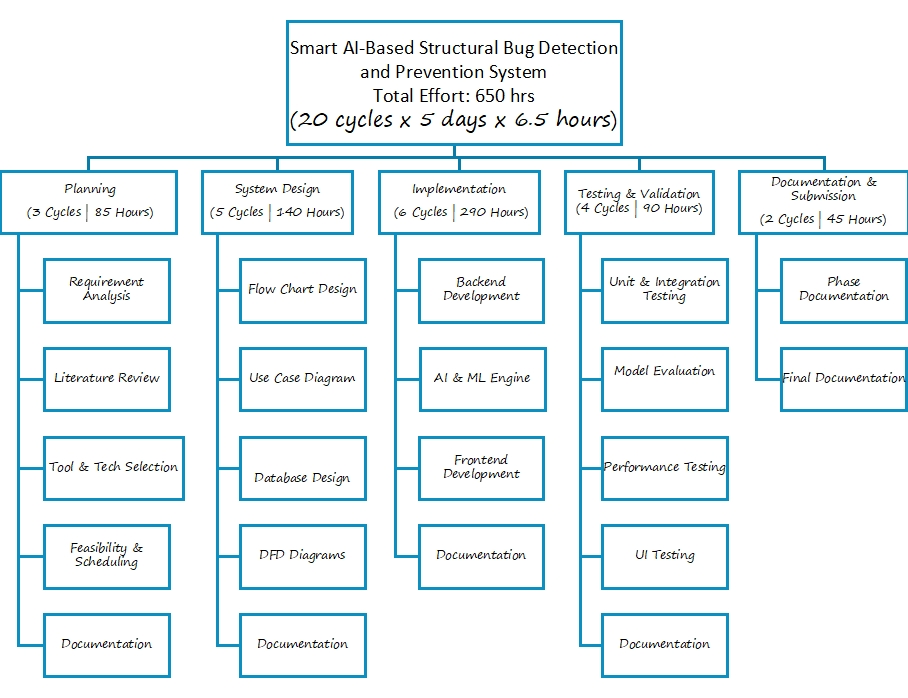 Smart AI-Based Structural Bug Detection
and Prevention System
Total Effort: 650 hrs
(20 cycles x 5 days x 6.5 hours)
Planning
(3 Cycles | 85 Hours)
Requirement
Analysis
Literature Review
Tool & Tech Selection
Feasibility &
Scheduling
Documentation
System Design
(5 Cycles | 140 Hours)
Flow Chart Design
Use Case Diagram
Database Design
DFD Diagrams
Documentation
Implementation
(6 Cycles | 290 Hours)
Backend
Development
AI & ML Engine
Frontend
Development
Documentation
Testing & Validation
(4 Cycles | 90 Hours)
Unit & Integration
Testing
Model Evaluation
Performance Testing
UI Testing
Documentation
Documentation &
Submission
(2 Cycles | 45 Hours)
Phase
Documentation
Final Documentation